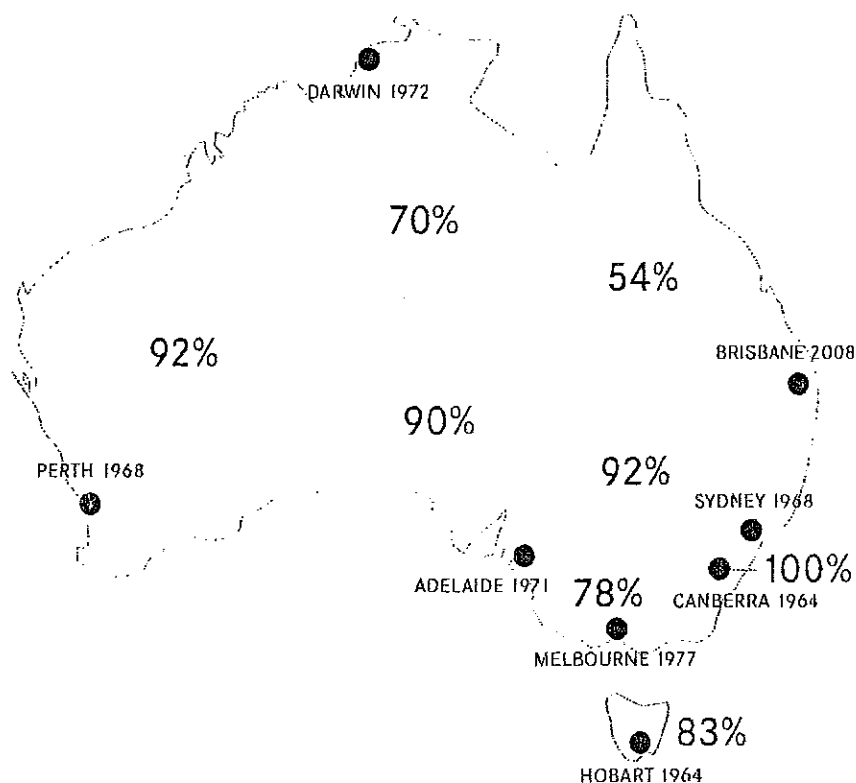 DARWIN 1972
70%
54%
92%
BRISBANE 2008
90%
92%
PERTH 1968
SYDNEY 1968
ADELAIDE 1971
78%
100%
CANBERRA 1964
MELBOURNE 1977
83%
HOBART 1964